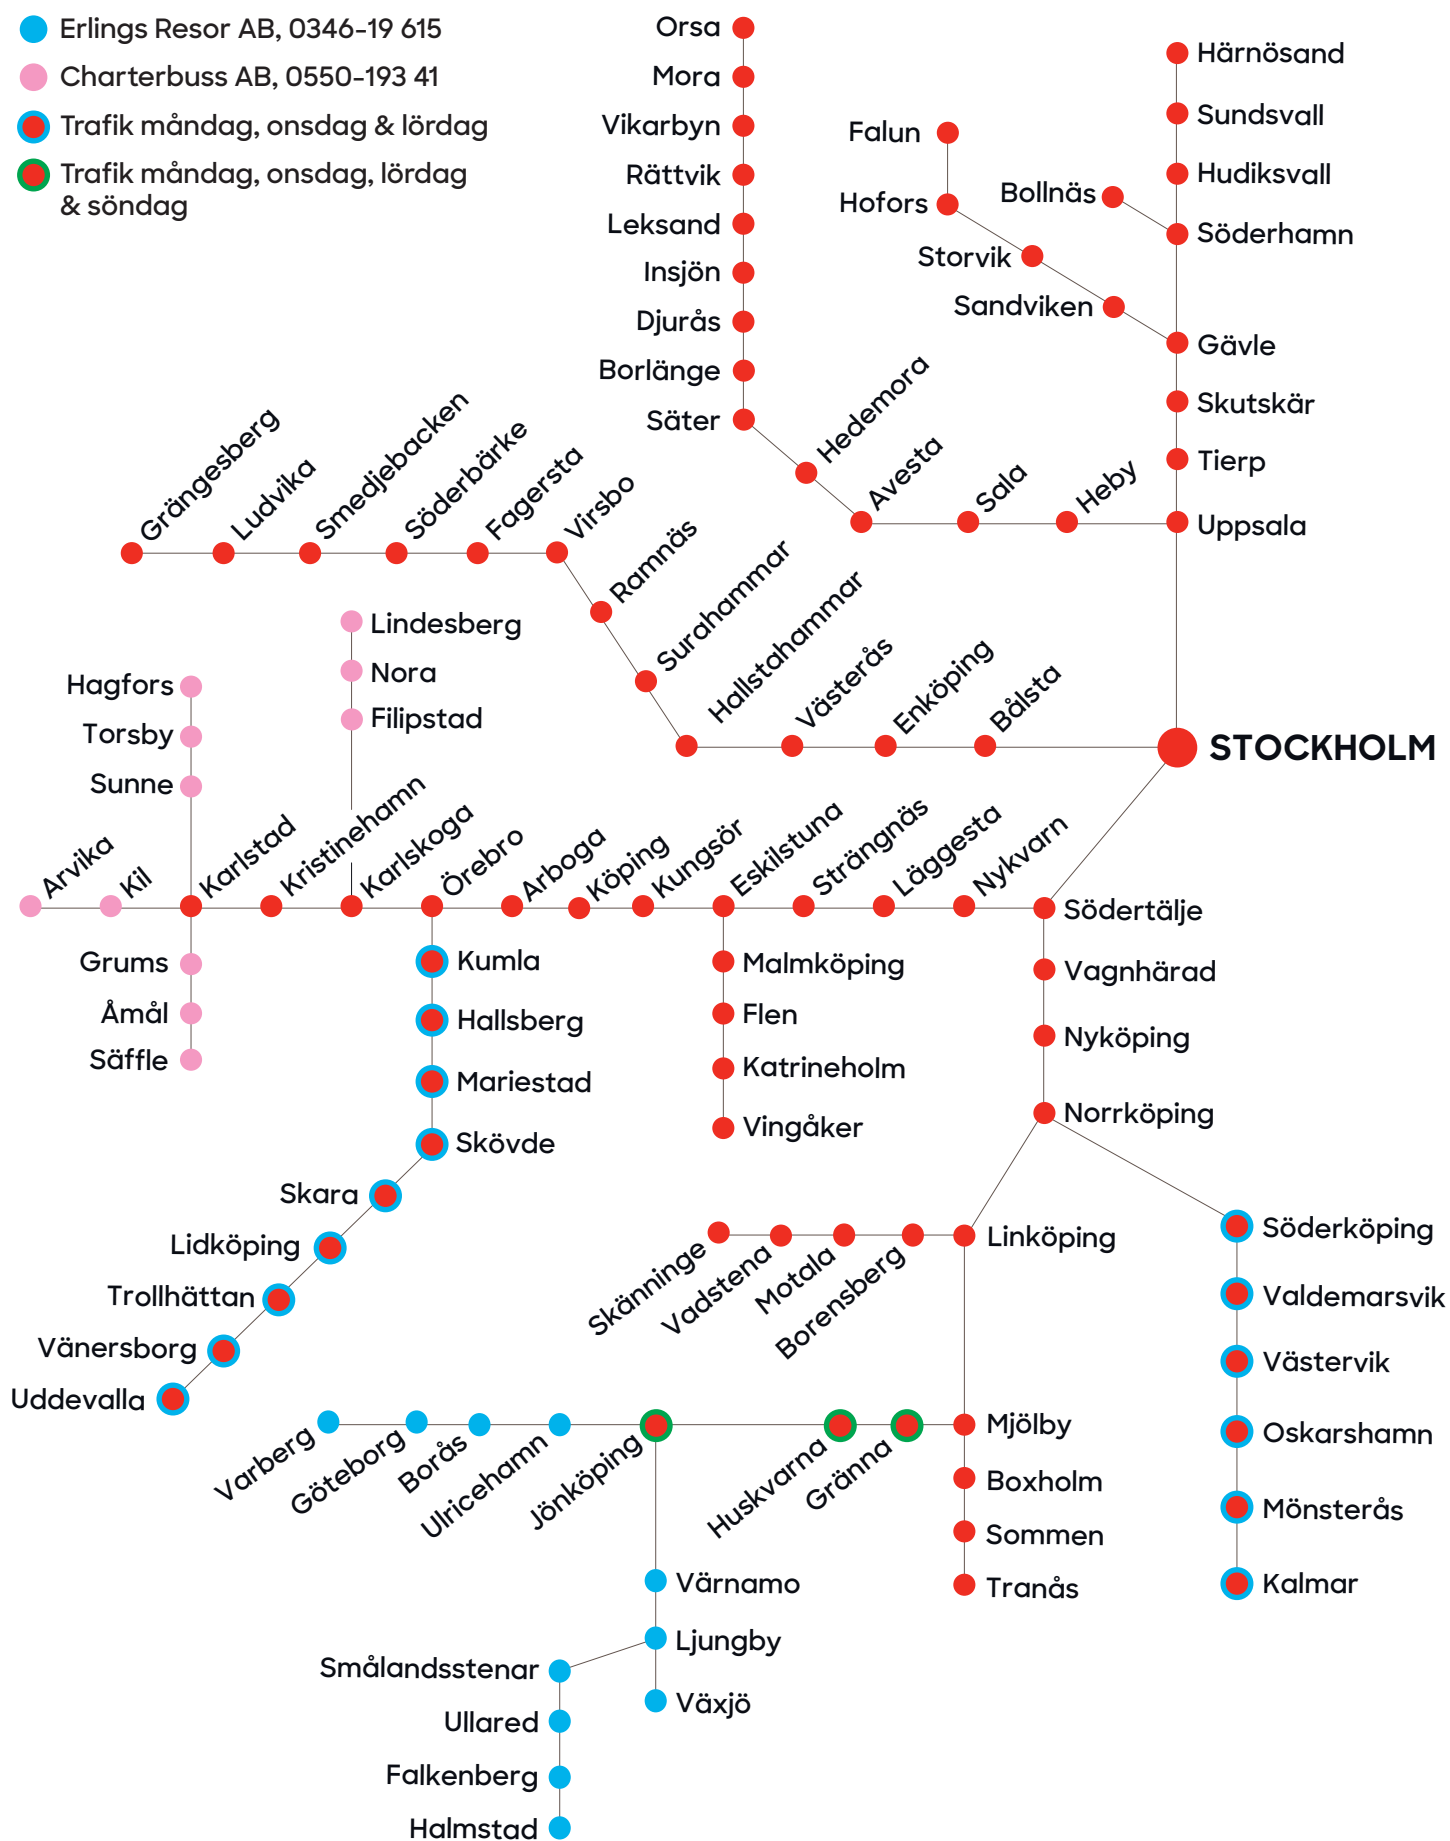 Erlings Resor AB, 0346-19 615
Charterbuss AB, 0550-193 41
Trafik måndag, onsdag & lördag
Trafik måndag, onsdag, lördag
& söndag
Orsa
Mora
Vikarbyn
Rättvik
Leksand
Insjön
Djurås
Borlänge
Säter
Hedemora
Avesta
Sala
Heby
Falun
Hofors
Storvik
Sandviken
Bollnäs
Härnösand
Sundsvall
Hudiksvall
Söderhamn
Gävle
Skutskär
Tierp
Uppsala
Grängesberg
Ludvika
Smedjebacken
Söderbärke
Fagersta
Virsbo
Ramnäs
Surahammar
Hallstahammar
Västerås
Enköping
Bålsta
STOCKHOLM
Lindesberg
Nora
Filipstad
Hagfors
Torsby
Sunne
Arvika
Kil
Karlstad
Kristinehamn
Karlskoga
Örebro
Arboga
Köping
Kungsör
Eskilstuna
Strängnäs
Läggesta
Nykvarn
Södertälje
Grums
Åmål
Säffle
Kumla
Hallsberg
Mariestad
Skövde
Skara
Lidköping
Trollhättan
Vänersborg
Uddevalla
Malmköping
Flen
Katrineholm
Vingåker
Vagnhärad
Nyköping
Norrköping
Skänninge
Vadstena
Motala
Borensberg
Linköping
Söderköping
Valdemarsvik
Västervik
Oskarshamn
Mönsterås
Kalmar
Varberg
Göteborg
Borås
Ulricehamn
Jönköping
Huskvarna
Gränna
Mjölby
Boxholm
Sommen
Tranås
Värnamo
Ljungby
Växjö
Smålandsstenar
Ullared
Falkenberg
Halmstad